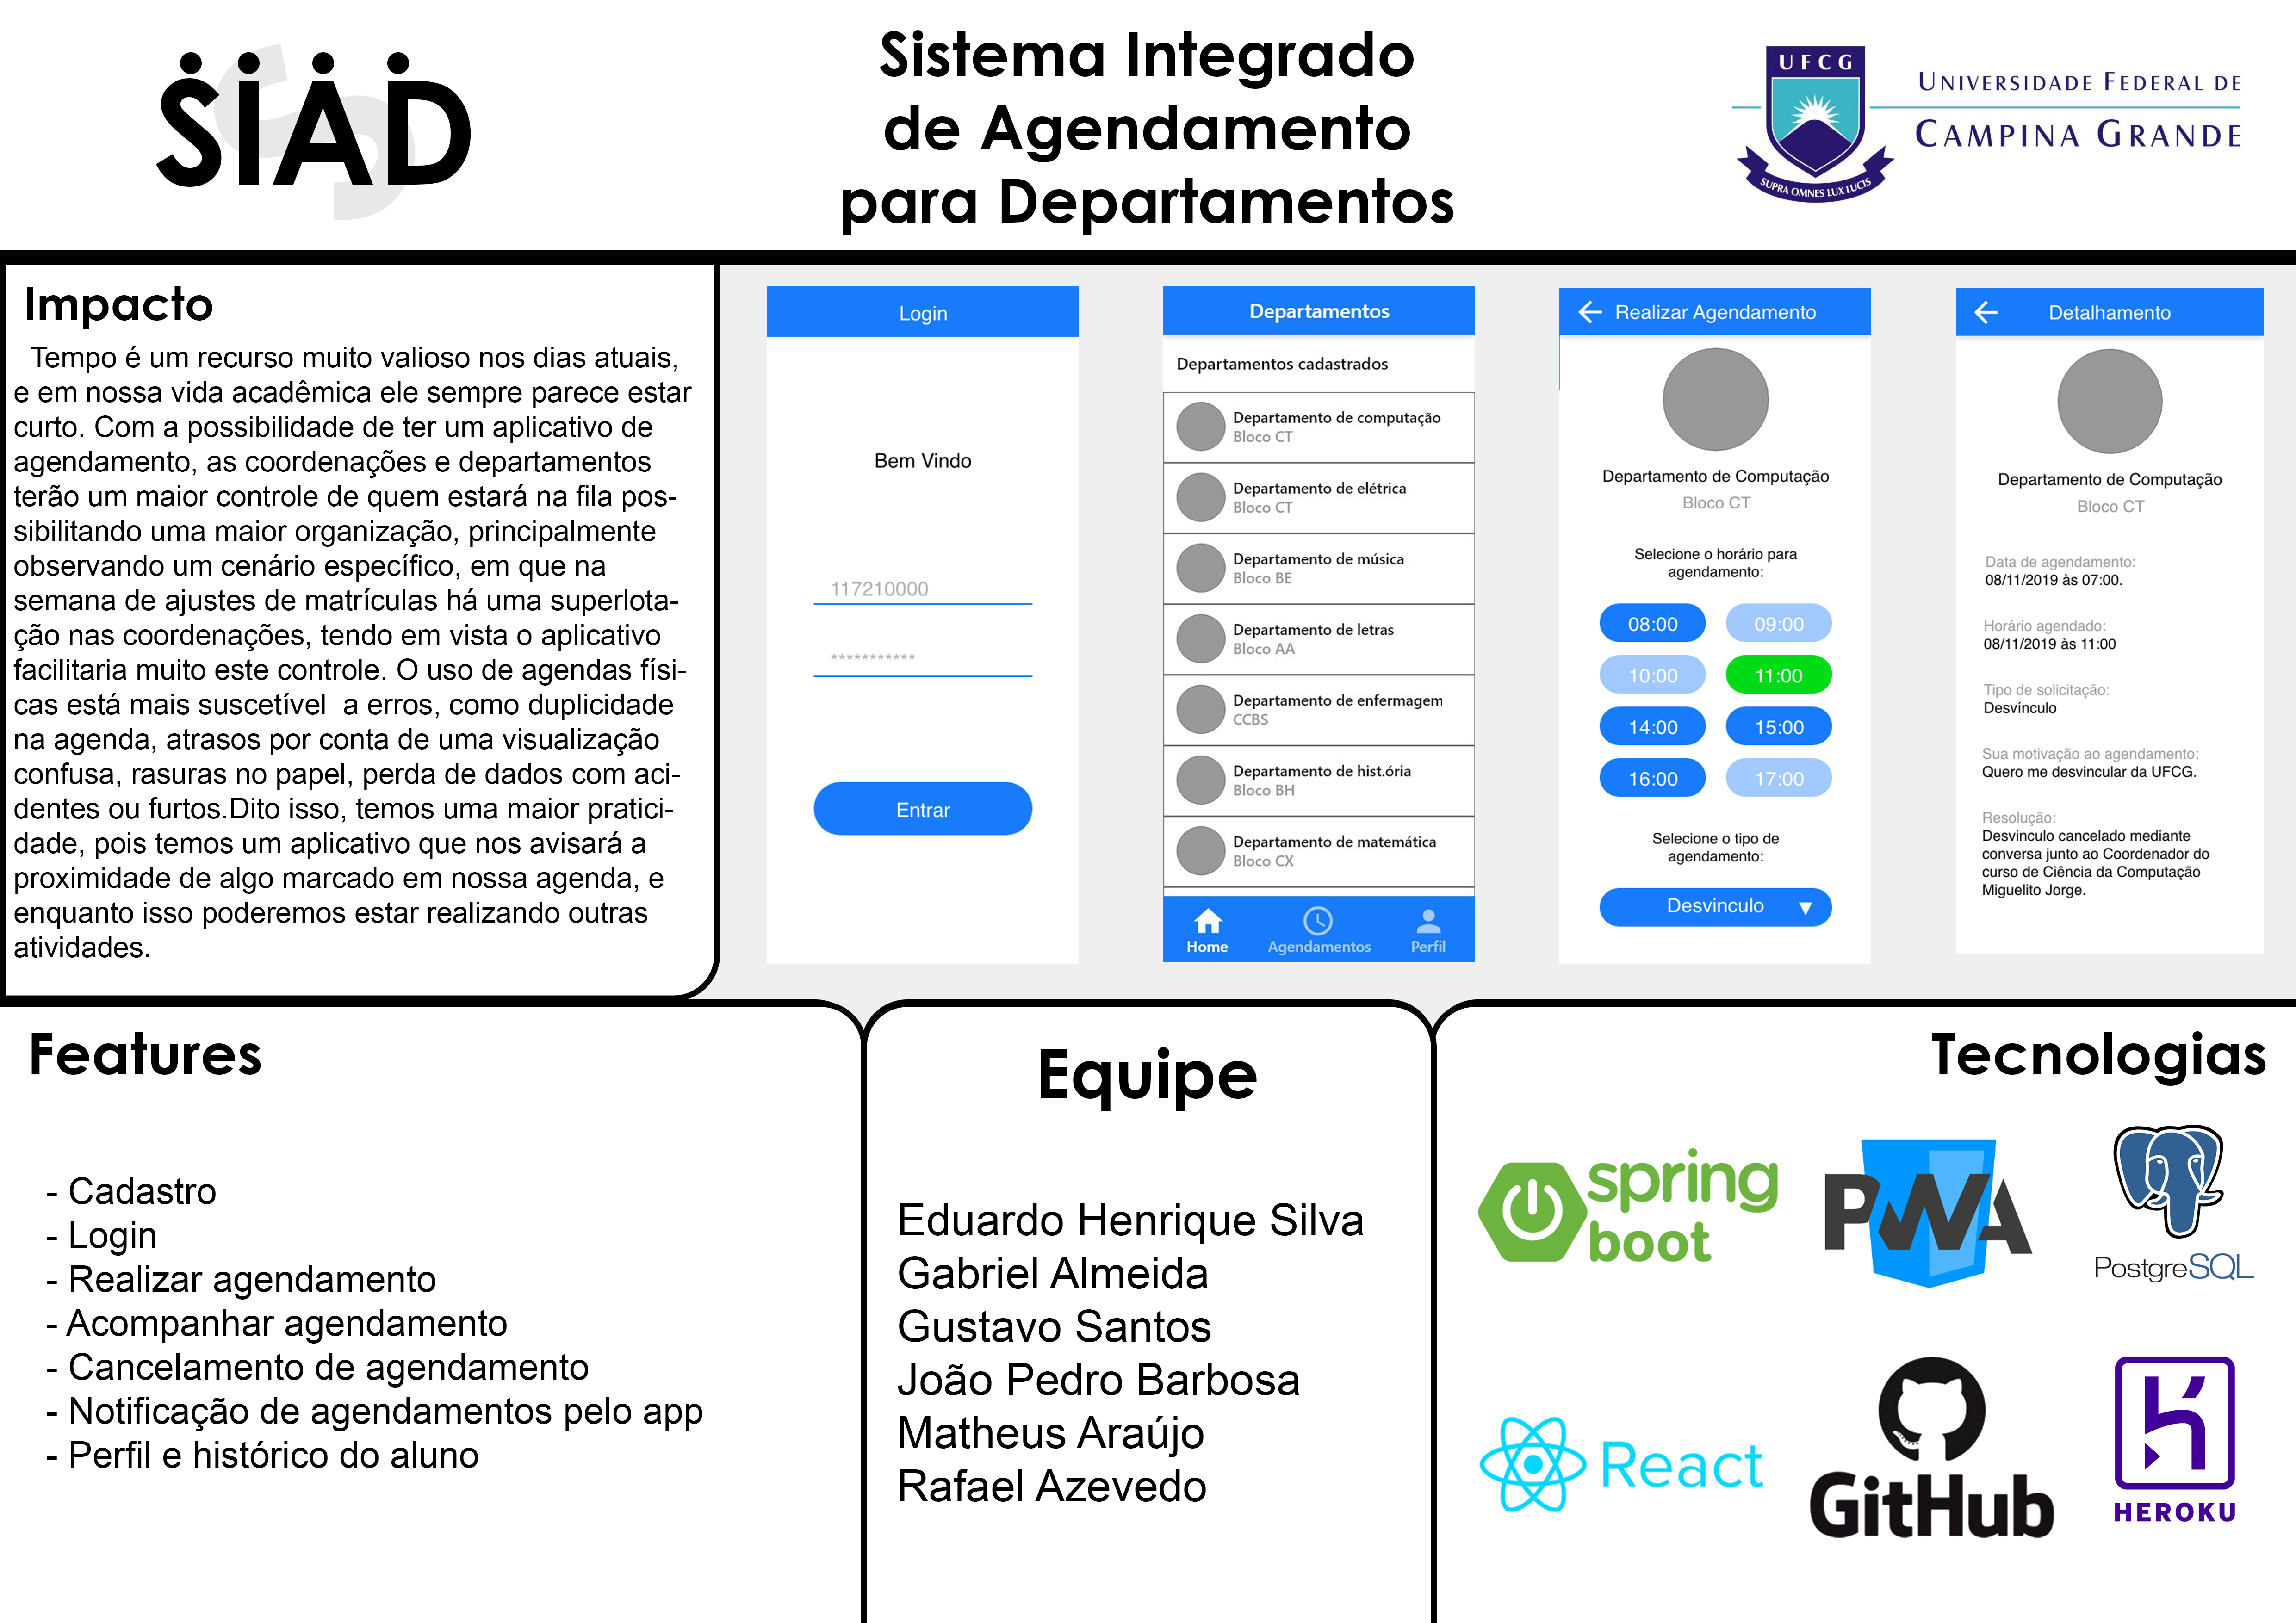 SIAD
Sistema Integrado
de Agendamento
para Departamentos
UFCG
SUPRA OMNES LUX LUCIS
UNIVERSIDADE FEDERAL DE
CAMPINA GRANDE
Impacto
Tempo é um recurso muito valioso nos dias atuais,
e em nossa vida acadêmica ele sempre parece estar
curto. Com a possibilidade de ter um aplicativo de
agendamento, as coordenações e departamentos
terão um maior controle de quem estará na fila pos-
sibilitando uma maior organização, principalmente
observando um cenário específico, em que na
semana de ajustes de matrículas há uma superlota-
ção nas coordenações, tendo em vista o aplicativo
facilitaria muito este controle. O uso de agendas físi-
cas está mais suscetível  a erros, como duplicidade
na agenda, atrasos por conta de uma visualização
confusa, rasuras no papel, perda de dados com aci-
dentes ou furtos.Dito isso, temos uma maior pratici-
dade, pois temos um aplicativo que nos avisará a
proximidade de algo marcado em nossa agenda, e
enquanto isso poderemos estar realizando outras
atividades.
Login
Bem Vindo
117210000
***********
Entrar
Departamentos
Departamentos cadastrados
Departamento de computação
Bloco CT
Departamento de elétrica
Bloco CT
Departamento de música
Bloco BE
Departamento de letras
Bloco AA
Departamento de enfermagem
CCBS
Departamento de hist.ória
Bloco BH
Departamento de matemática
Bloco CX
Home Agendamentos Perfil
Realizar Agendamento
Departamento de Computação
Bloco CT
Selecione o horário para
agendamento:
08:00 09:00
10:00 11:00
14:00 15:00
16:00 17:00
Selecione o tipo de
agendamento:
Desvinculo
Detalhamento
Departamento de Computação
Bloco CT
Data de agendamento:
08/11/2019 às 07:00.
Horário agendado:
08/11/2019 às 11:00
Tipo de solicitação:
Desvínculo
Sua motivação ao agendamento:
Quero me desvincular da UFCG.
Resolução:
Desvinculo cancelado mediante
conversa junto ao Coordenador do
curso de Ciência da Computação
Miguelito Jorge.
Features
- Cadastro
- Login
- Realizar agendamento
- Acompanhar agendamento
- Cancelamento de agendamento
- Notificação de agendamentos pelo app
- Perfil e histórico do aluno
Equipe
Eduardo Henrique Silva
Gabriel Almeida
Gustavo Santos
João Pedro Barbosa
Matheus Araújo
Rafael Azevedo
Tecnologias
spring
boot
PWA
PostgreSQL
React
GitHub
HEROKU